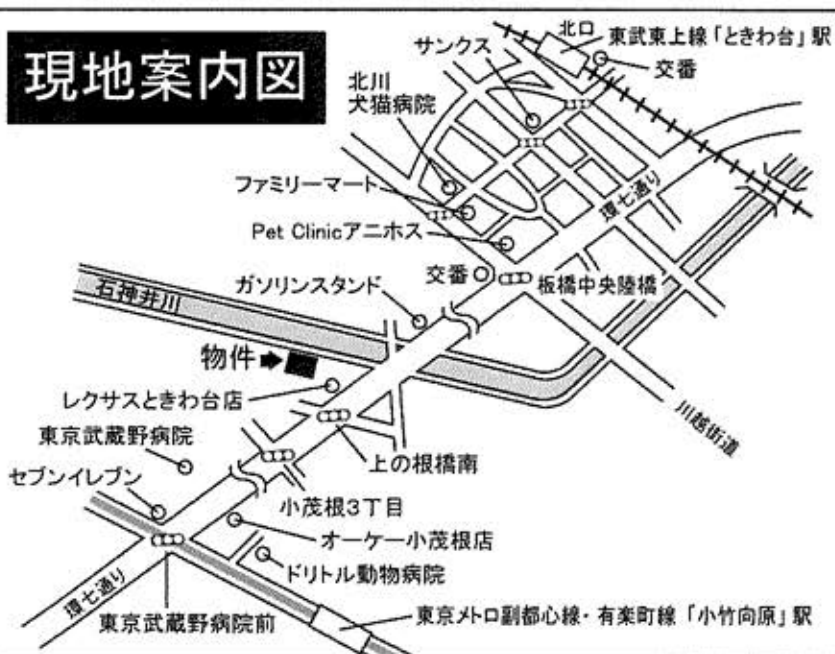 現地案内図
北口
東武東上線「ときわ台」駅
サンクス
交番
北川
犬猫病院
ファミリーマート
環七通り
Pet Clinicアニホス
交番
板橋中央陸橋
ガソリンスタンド
石神井川
物件
レクサスときわ台店
川越街道
東京武蔵野病院
上の根橋南
セブンイレブン
小茂根3丁目
オーケー小茂根店
ドリトル動物病院
環七通り
東京武蔵野病院前
東京メトロ副都心線・有楽町線「小竹向原」駅